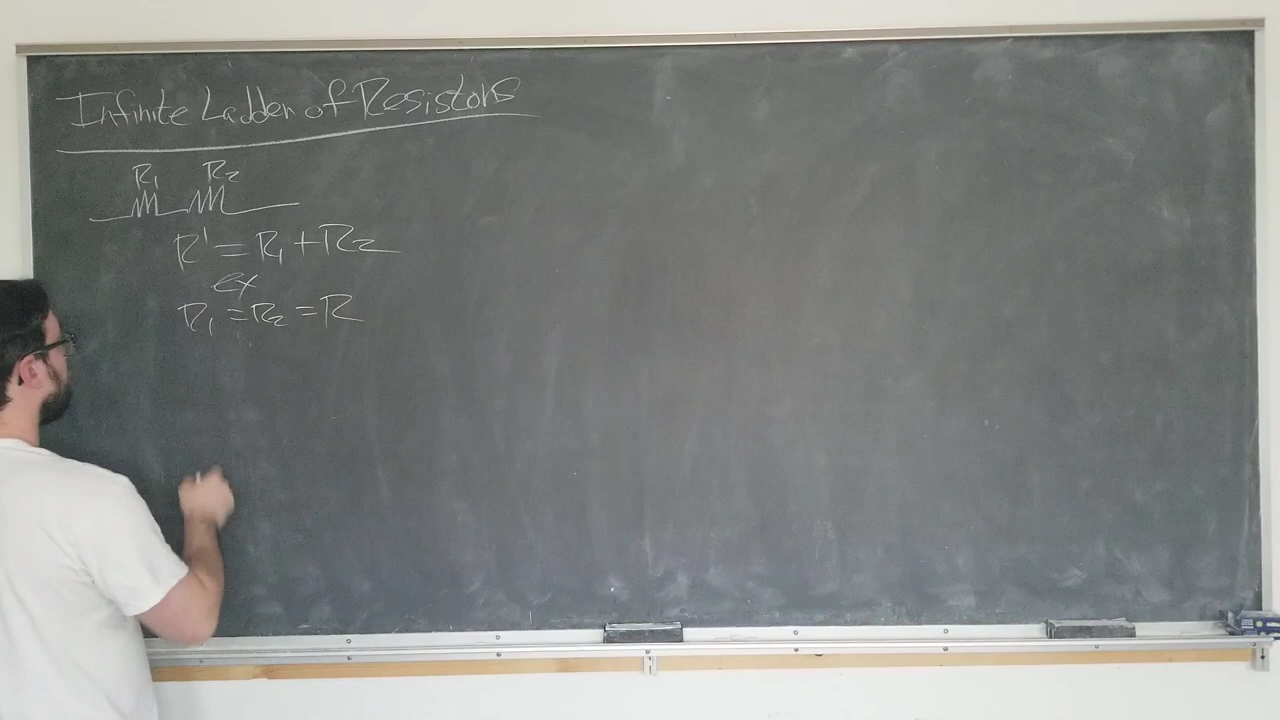 Infinite Ladder of Resistors
R₁ R₂
R' = R₁ + R₂
ex
R₁ = R₂ = R